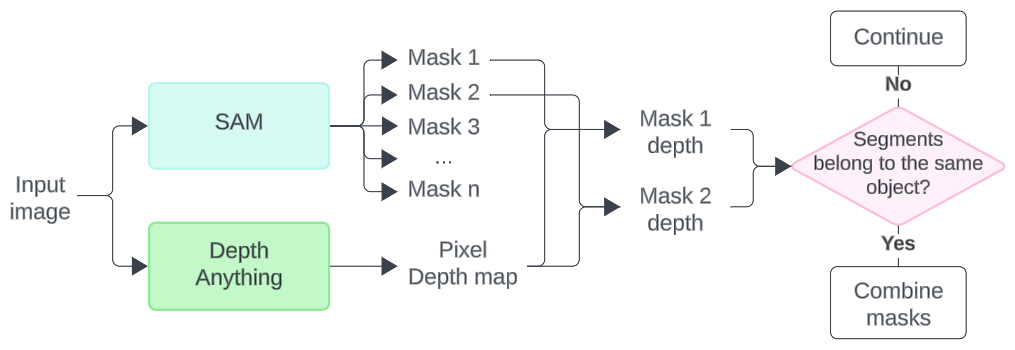 Input
image
SAM
Depth
Anything
Mask 1
Mask 2
Mask 3
...
Mask n
Pixel
Depth map
Mask 1
depth
Mask 2
depth
Continue
No
Segments
belong to the same
object?
Yes
Combine
masks